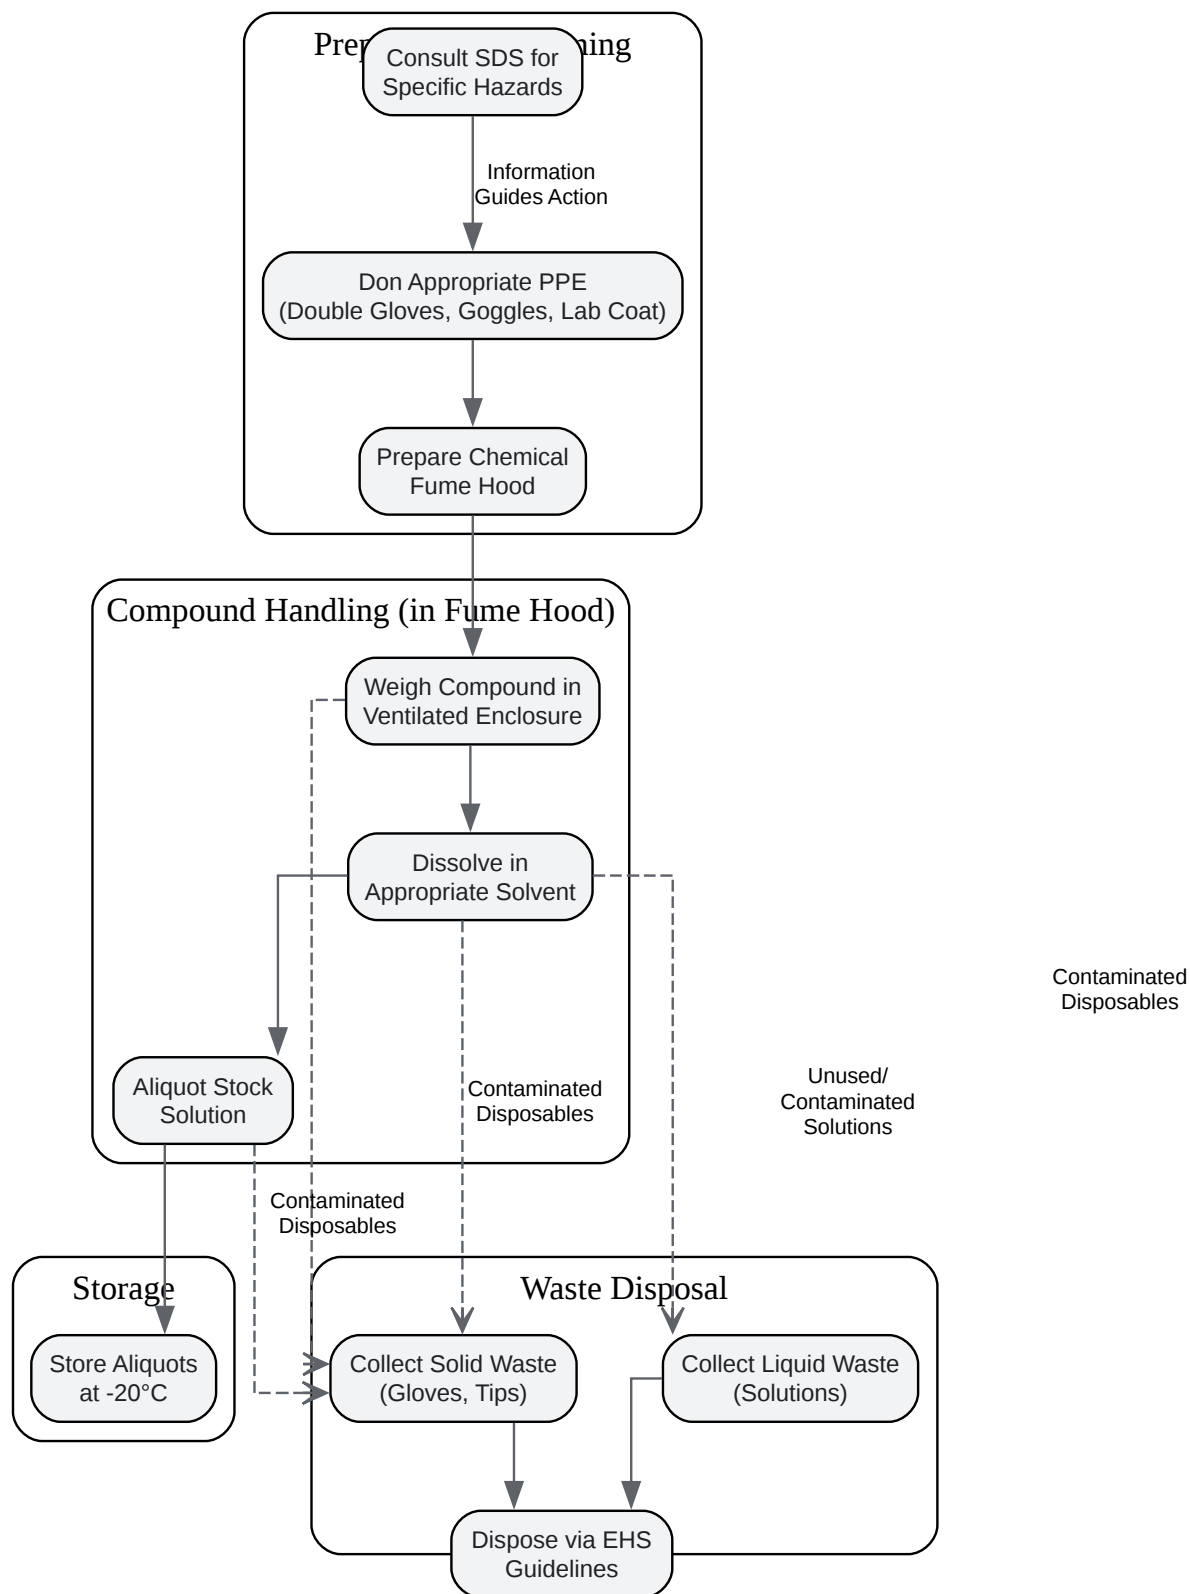 Consult SDS for
Specific Hazards
Information
Guides Action
Don Appropriate PPE
(Double Gloves, Goggles, Lab Coat)
Prepare Chemical
Fume Hood
Compound Handling (in Fume Hood)
Weigh Compound in
Ventilated Enclosure
Dissolve in
Appropriate Solvent
Contaminated
Disposables
Unused/
Contaminated
Solutions
Aliquot Stock
Solution
Contaminated
Disposables
Contaminated
Disposables
Storage
Waste Disposal
Store Aliquots
at -20°C
Collect Solid Waste
(Gloves, Tips)
Collect Liquid Waste
(Solutions)
Dispose via EHS
Guidelines